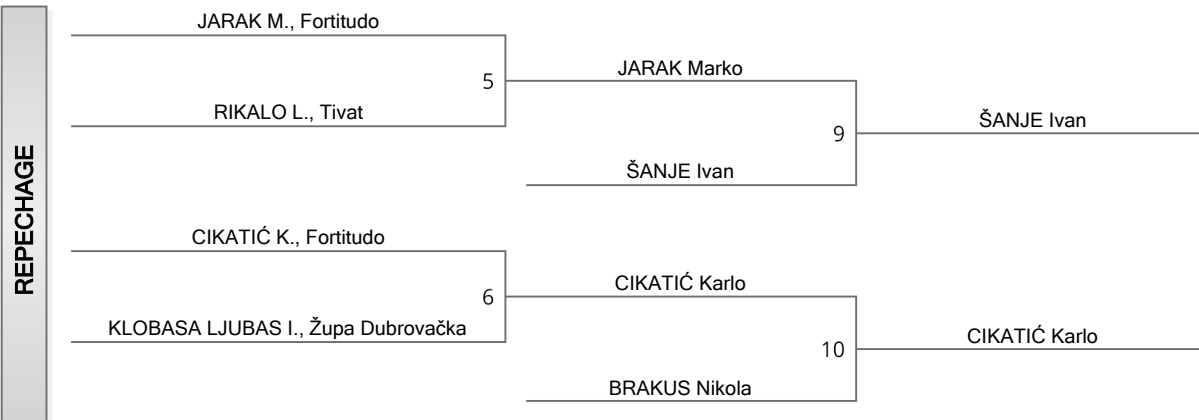 REPECHAGE
JARAK M., Fortitudo
5
RIKALO L., Tivat
JARAK Marko
9
ŠANJE Ivan
ŠANJE Ivan
CIKATIĆ K., Fortitudo
6
KLOBASA LJUBAS I., Župa Dubrovačka
CIKATIĆ Karlo
10
BRAKUS Nikola
CIKATIĆ Karlo